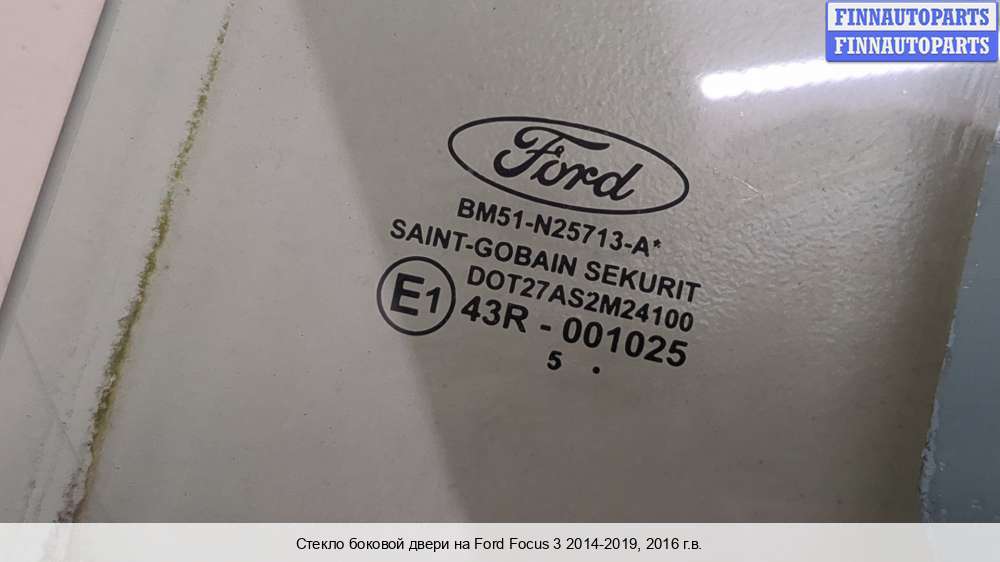 FINNAUTOPARTS
FINNAUTOPARTS
Ford
BM51-N25713-A*
SAINT-GOBAIN SEKURIT
DOT27AS2M24100
E1 43R - 001025
5 .
Стекло боковой двери на Ford Focus 3 2014-2019, 2016 г.в.